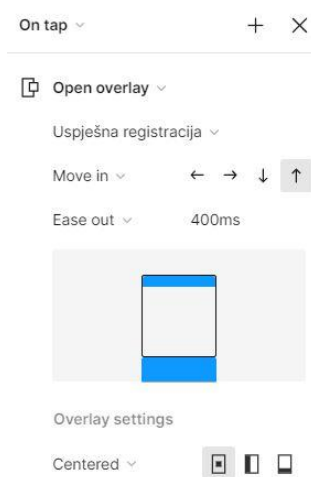 On tap
Open overlay
Uspješna registracija
Move in
Ease out 400ms
Overlay settings
Centered